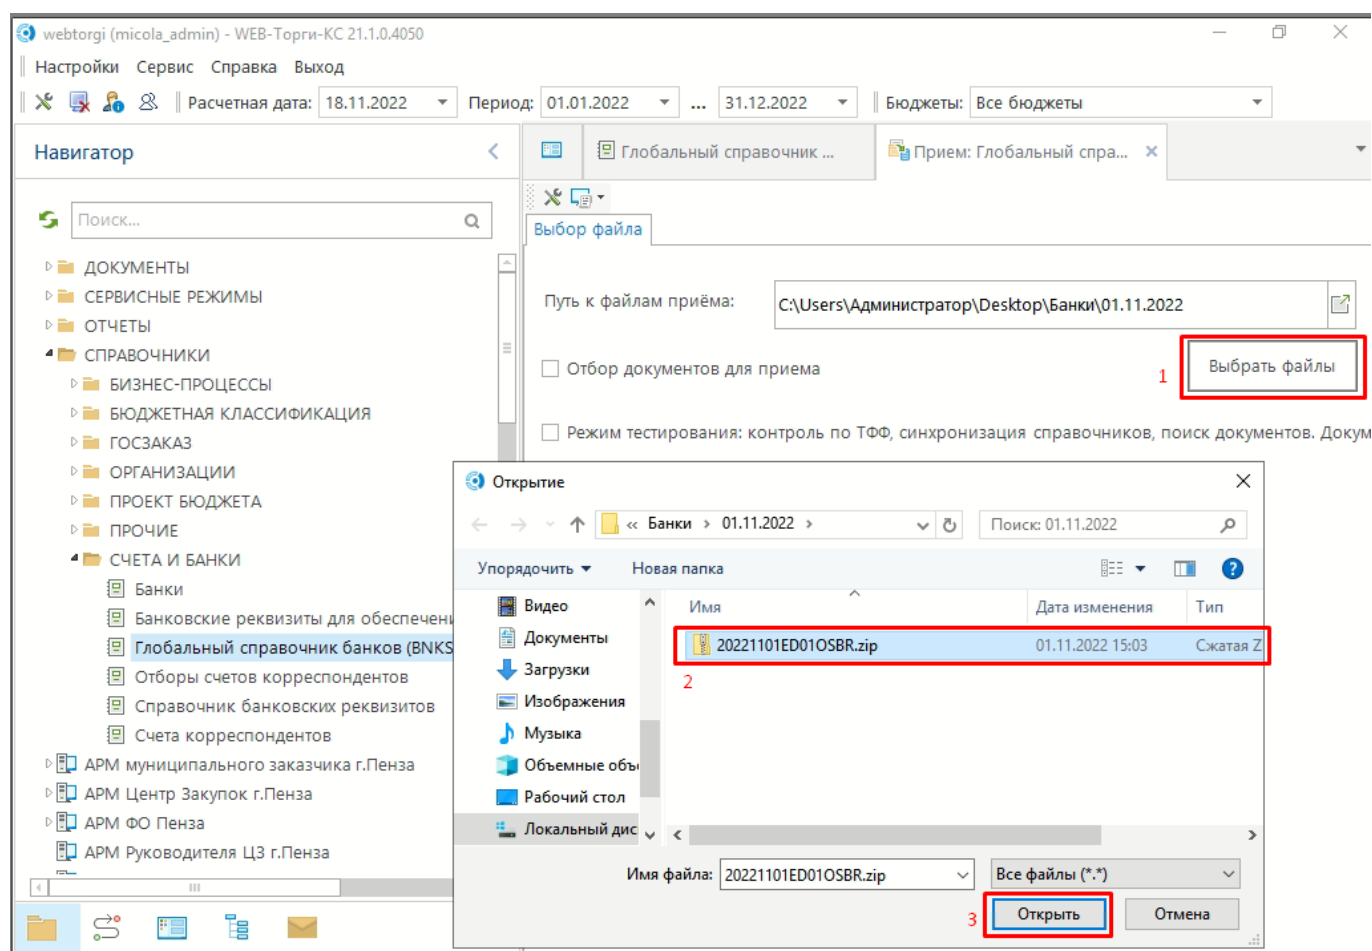 webtorgi (micola_admin) - WEB-Торги-КС 21.1.0.4050
Настройки Сервис Справка Выход
Расчетная дата: 18.11.2022 Период: 01.01.2022 ... 31.12.2022 Бюджеты: Все бюджеты
Навигатор
Глобальный справочник ...
Прием: Глобальный спра...
Поиск...
Выбор файла
ДОКУМЕНТЫ
СЕРВИСНЫЕ РЕЖИМЫ
ОТЧЕТЫ
СПРАВОЧНИКИ
БИЗНЕС-ПРОЦЕССЫ
БЮДЖЕТНАЯ КЛАССИФИКАЦИЯ
ГОСЗАКАЗ
ОРГАНИЗАЦИИ
ПРОЕКТ БЮДЖЕТА
ПРОЧИЕ
СЧЕТА И БАНКИ
Банки
Банковские реквизиты для обеспечени
Глобальный справочник банков (BNKS
Отборы счетов корреспондентов
Справочник банковских реквизитов
Счета корреспондентов
АРМ муниципального заказчика г.Пенза
АРМ Центр Закупок г.Пенза
АРМ ФО Пенза
АРМ Руководителя ЦЗ г.Пенза
Путь к файлам приёма: C:\Users\Администратор\Desktop\Банки\01.11.2022
Отбор документов для приема
1
Выбрать файлы
Режим тестирования: контроль по ТФФ, синхронизация справочников, поиск документов. Докум
Открытие
« Банки › 01.11.2022 ›
Поиск: 01.11.2022
Упорядочить Новая папка
Видео
Документы
Загрузки
Изображения
Музыка
Объемные объ
Рабочий стол
Локальный дис
Имя Дата изменения Тип
20221101ED01OSBR.zip 01.11.2022 15:03 Сжатая Z
2
Имя файла: 20221101ED01OSBR.zip Все файлы (*.*)
3
Открыть Отмена